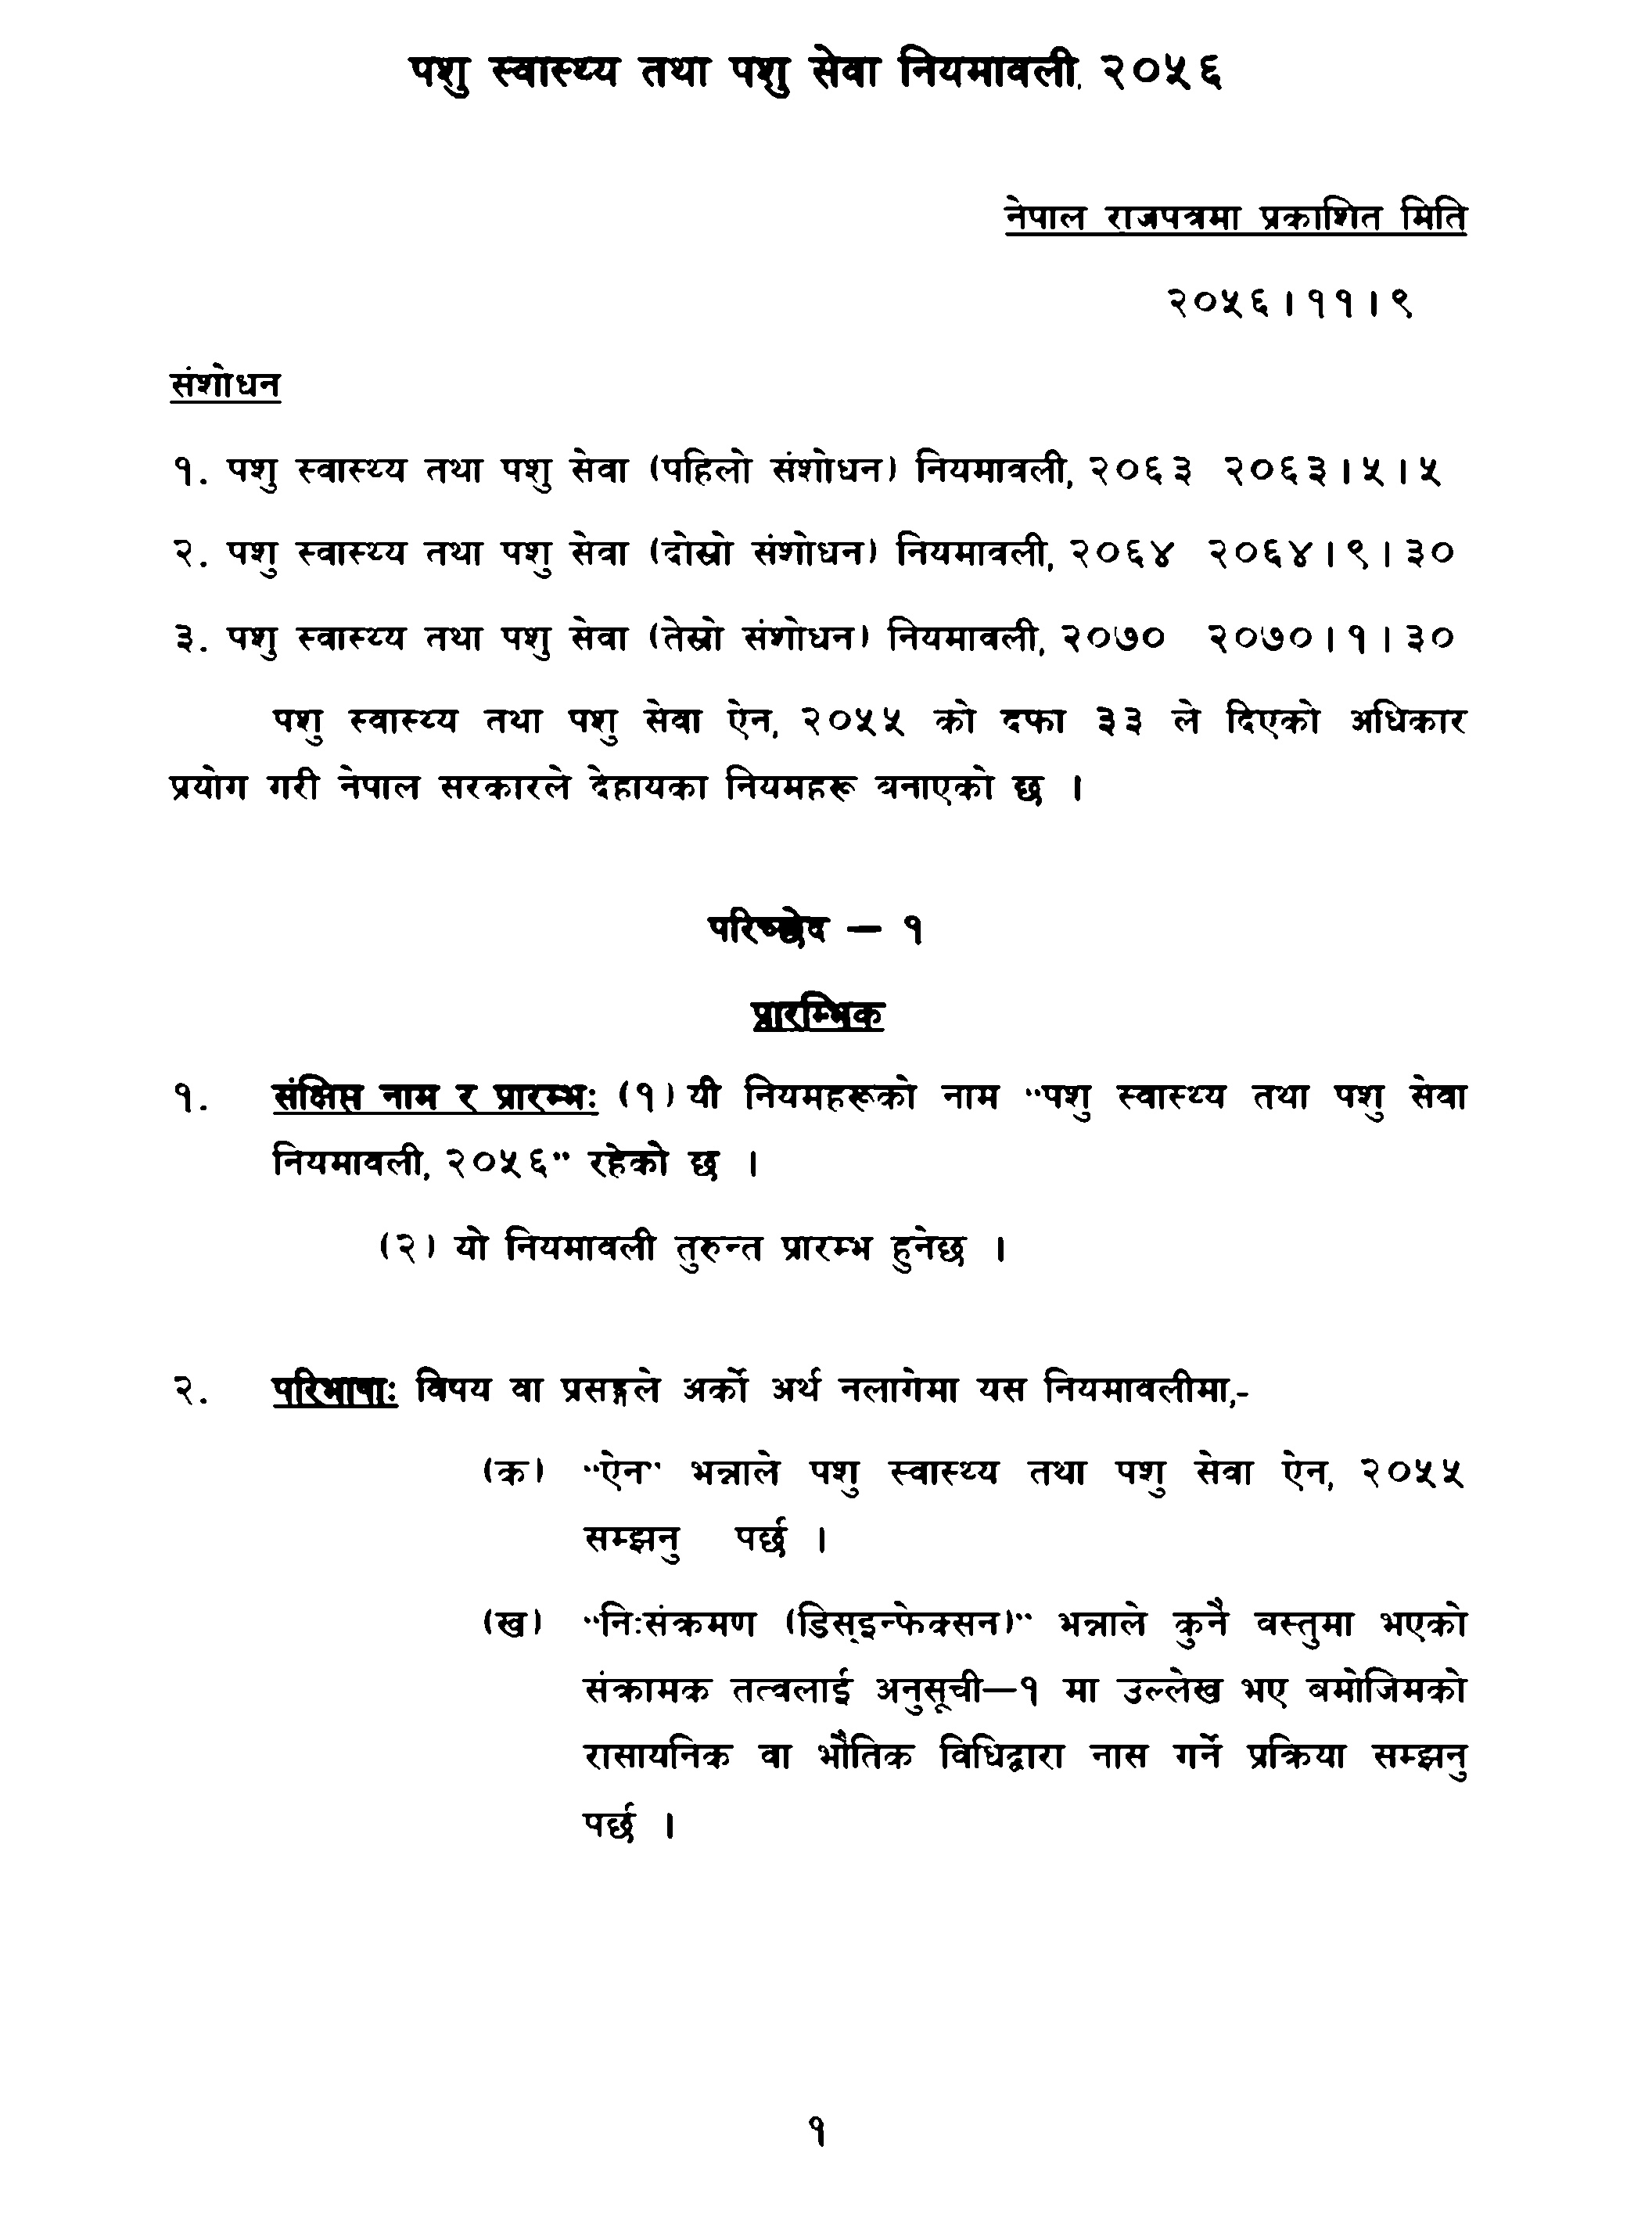 पशु स्वास्थ्य तथा पशु सेवा नियमावली, २०५६
नेपाल राजपत्रमा प्रकाशित मिति
२०५६।११।९
संशोधन
१. पशु स्वास्थ्य तथा पशु सेवा (पहिलो संशोधन) नियमावली, २०६३ २०६३।५।५
२. पशु स्वास्थ्य तथा पशु सेवा (दोस्रो संशोधन) नियमावली, २०६४ २०६४।९।३०
३. पशु स्वास्थ्य तथा पशु सेवा (तेस्रो संशोधन) नियमावली, २०७० २०७०।१।३०
पशु स्वास्थ्य तथा पशु सेवा ऐन, २०५५ को दफा ३३ ले दिएको अधिकार
प्रयोग गरी नेपाल सरकारले देहायका नियमहरू बनाएको छ ।
परिच्छेद – १
प्रारम्भिक
१. संक्षिप्त नाम र प्रारम्भः (१) यी नियमहरूको नाम "पशु स्वास्थ्य तथा पशु सेवा
नियमावली, २०५६" रहेको छ ।
(२) यो नियमावली तुरुन्त प्रारम्भ हुनेछ ।
२. परिभाषाः विषय वा प्रसङ्गले अर्को अर्थ नलागेमा यस नियमावलीमा,-
(क) "ऐन" भन्नाले पशु स्वास्थ्य तथा पशु सेवा ऐन, २०५५
सम्झनु पर्छ ।
(ख) "निःसंक्रमण (डिस्इन्फेक्सन)" भन्नाले कुनै वस्तुमा भएको
संक्रामक तत्वलाई अनुसूची–१ मा उल्लेख भए बमोजिमको
रासायनिक वा भौतिक विधिद्वारा नास गर्ने प्रक्रिया सम्झनु
पर्छ ।
१